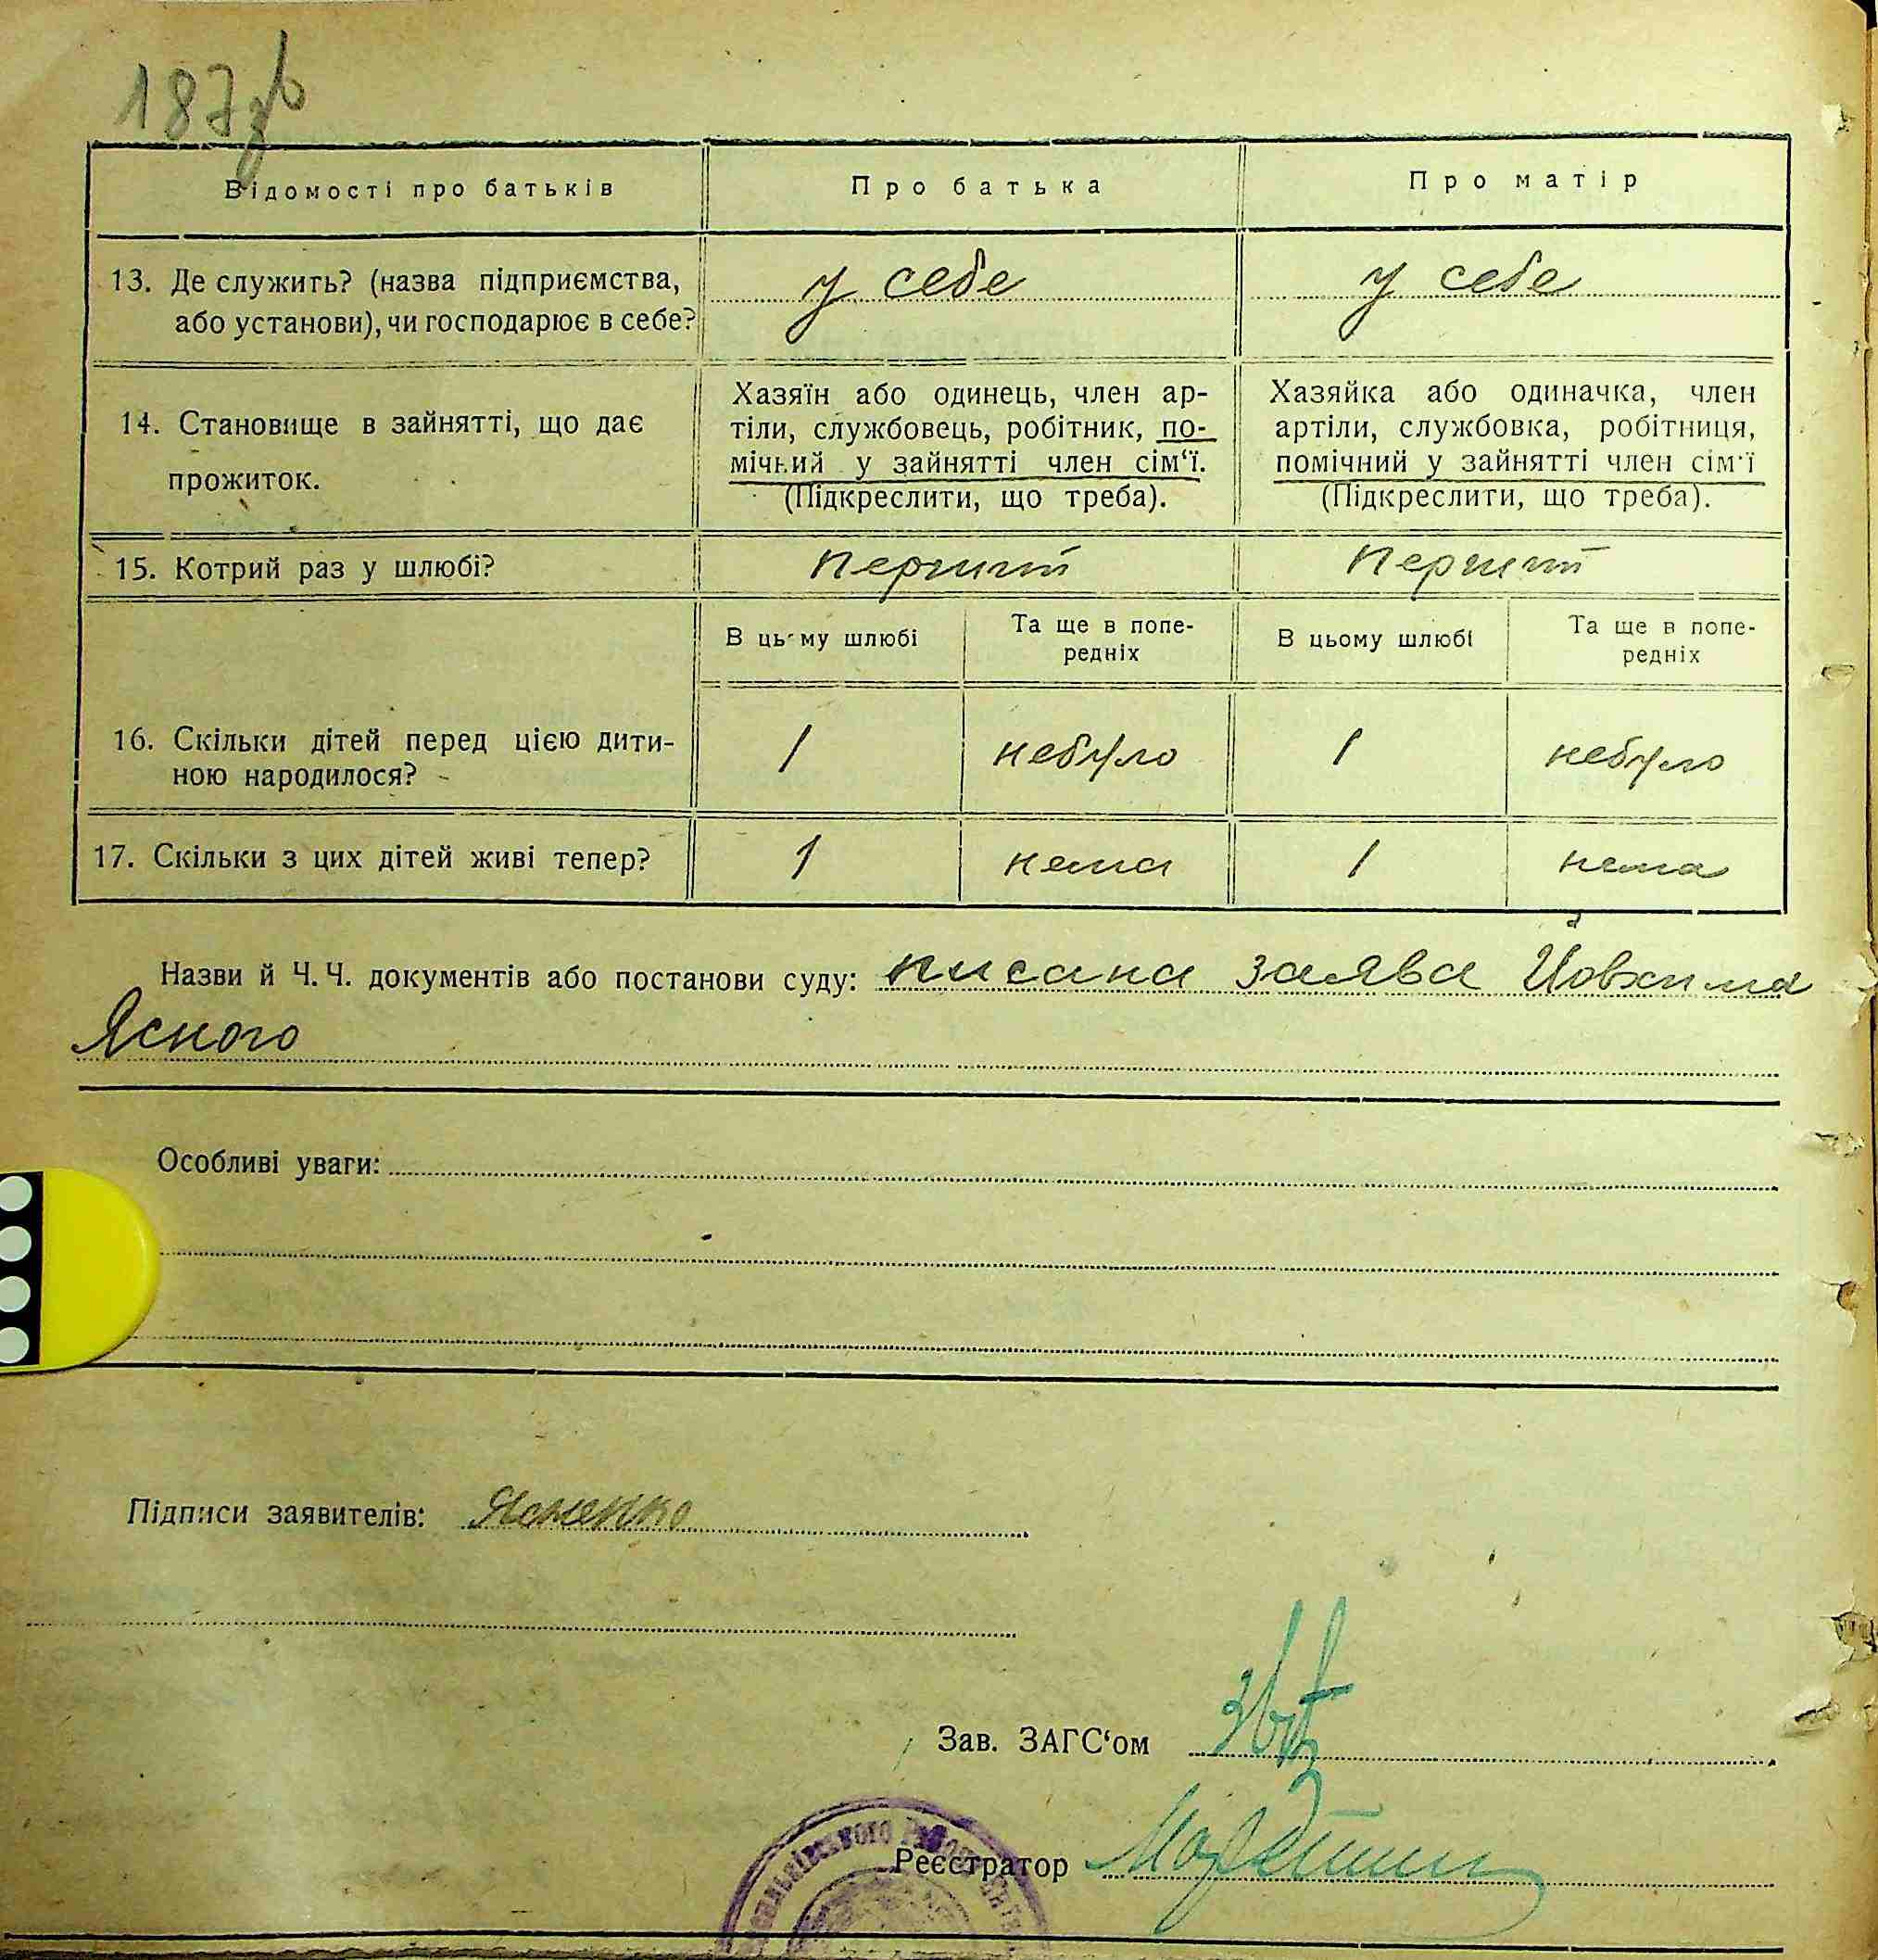 187зв
Відомості про батьків Про батька Про матір
13. Де служить? (назва підприємства, або установи), чи господарює в себе? у себе у себе
14. Становище в зайнятті, що дає прожиток.
Хазяїн або одинець, член ар-
тіли, службовець, робітник, по-
мічний у зайнятті член сім‘ї.
(Підкреслити, що треба).
Хазяйка або одиначка, член
артіли, службовка, робітниця,
помічний у зайнятті член сім‘ї
(Підкреслити, що треба).
15. Котрий раз у шлюбі? перший перший
В цьому шлюбі Та ще в попе-
редніх В цьому шлюбі Та ще в попе-
редніх
16. Скільки дітей перед цією дити-
ною народилося? 1 небуло 1 небуло
17. Скільки з цих дітей живі тепер? 1 нема 1 нема
Назви й Ч. Ч. документів або постанови суду: писана заява Йовхима
Ясного
Особливі уваги:
Підписи заявителів:
Зав. ЗАГС‘ом
Реєстратор